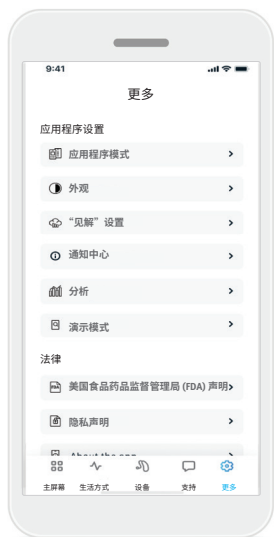 9:41
更多
应用程序设置
应用程序模式
外观
“见解”设置
通知中心
分析
演示模式
法律
美国食品药品监督管理局 (FDA) 声明
隐私声明
About the app
主屏幕 生活方式 设备 支持 更多